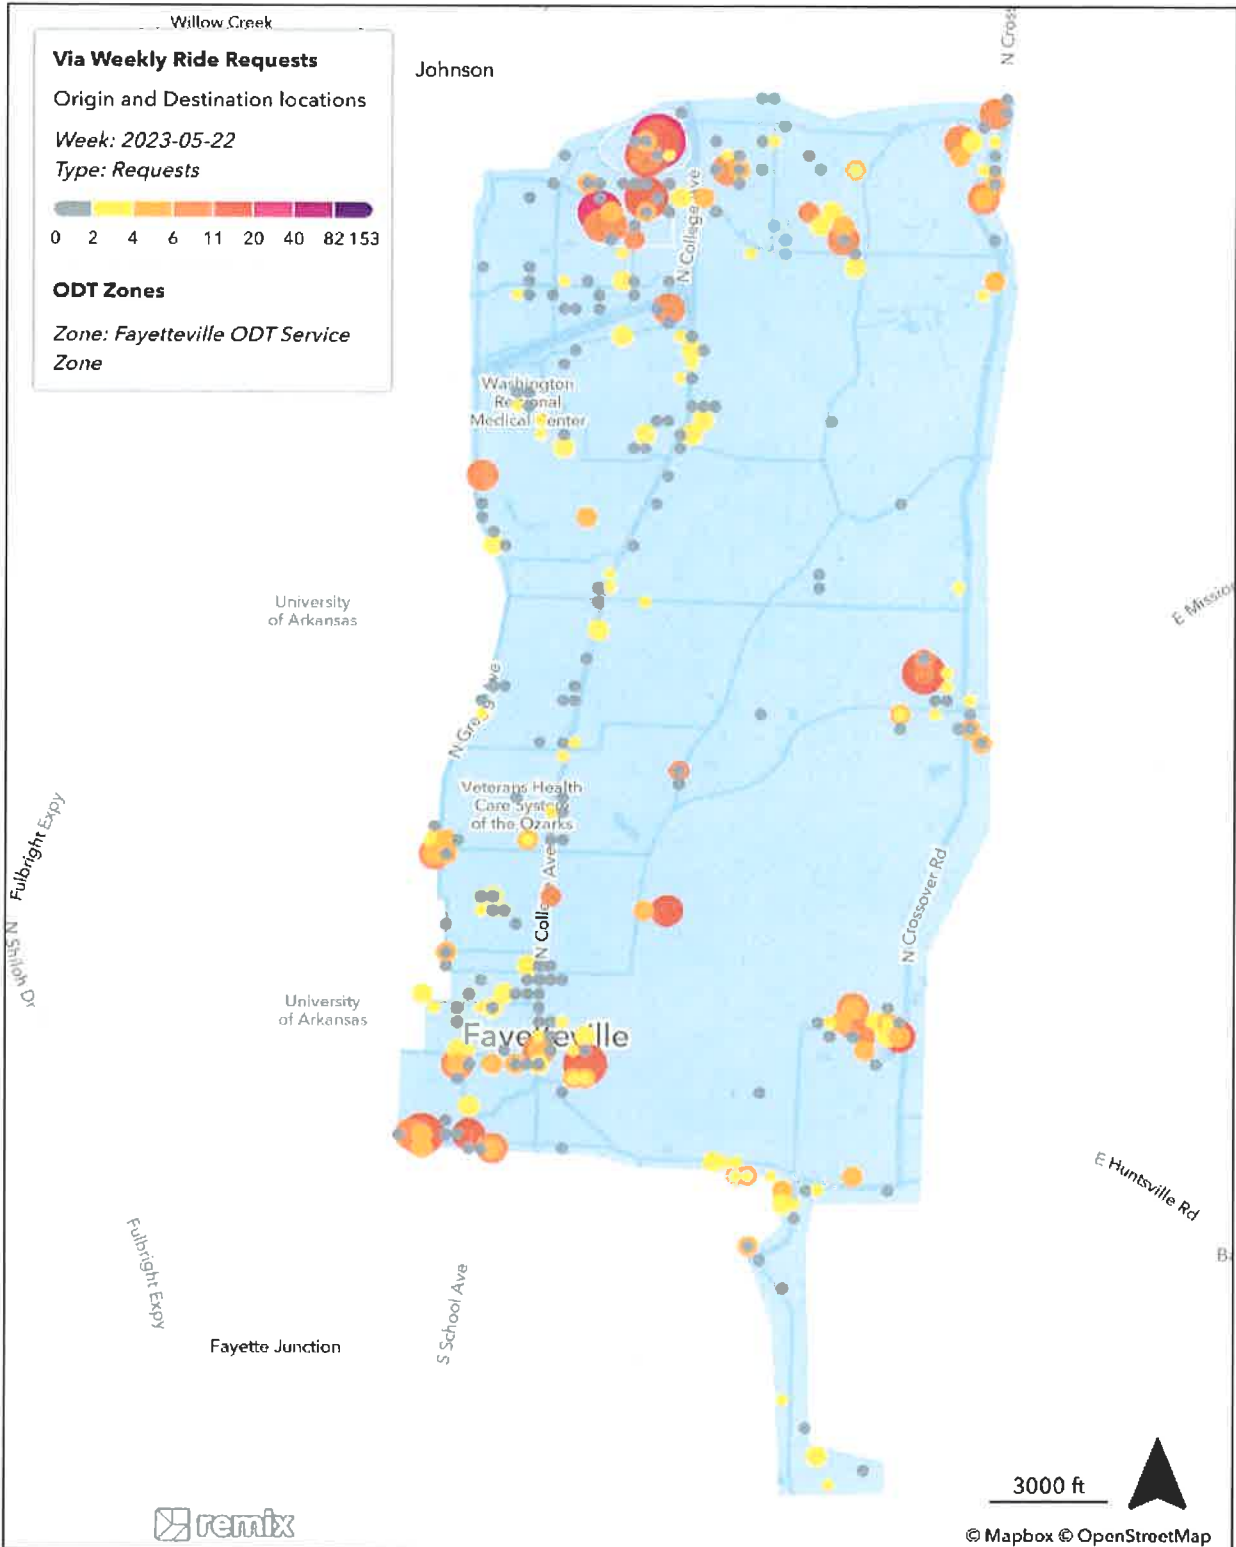 Willow Creek
Via Weekly Ride Requests
Origin and Destination locations
Week: 2023-05-22
Type: Requests
0 2 4 6 11 20 40 82 153
ODT Zones
Zone: Fayetteville ODT Service
Zone
Johnson
N Cross
N College Ave
Washington
Regional
Medical Center
University
of Arkansas
E Mission
N Gregg Ave
Veterans Health
Care System
of the Ozarks
Fulbright Expy
N College Ave
N Crossover Rd
N Shiloh Dr
University
of Arkansas
Fayetteville
E Huntsville Rd
Fulbright Expy
S School Ave
Ba
Fayette Junction
3000 ft
remix
© Mapbox © OpenStreetMap